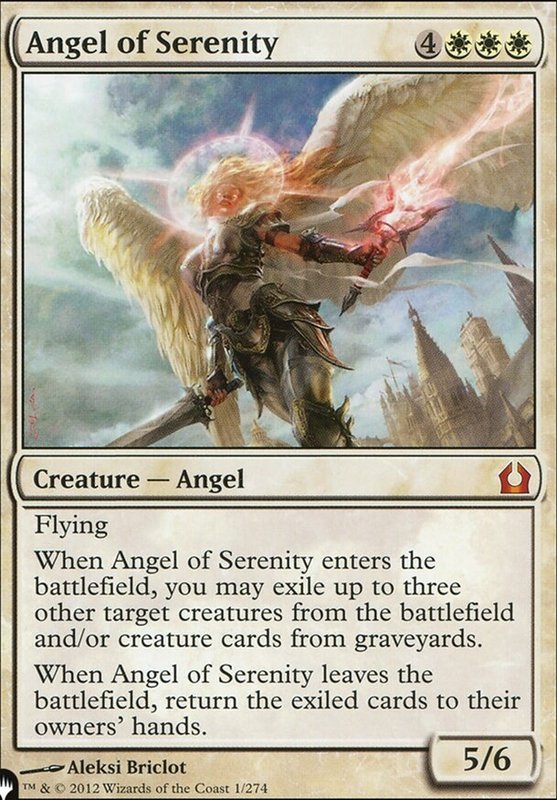 Angel of Serenity 4
Creature — Angel
Flying
When Angel of Serenity enters the
battlefield, you may exile up to three
other target creatures from the battlefield
and/or creature cards from graveyards.
When Angel of Serenity leaves the
battlefield, return the exiled cards to their
owners' hands.
5/6
Aleksi Briclot
™ & © 2012 Wizards of the Coast 1/274